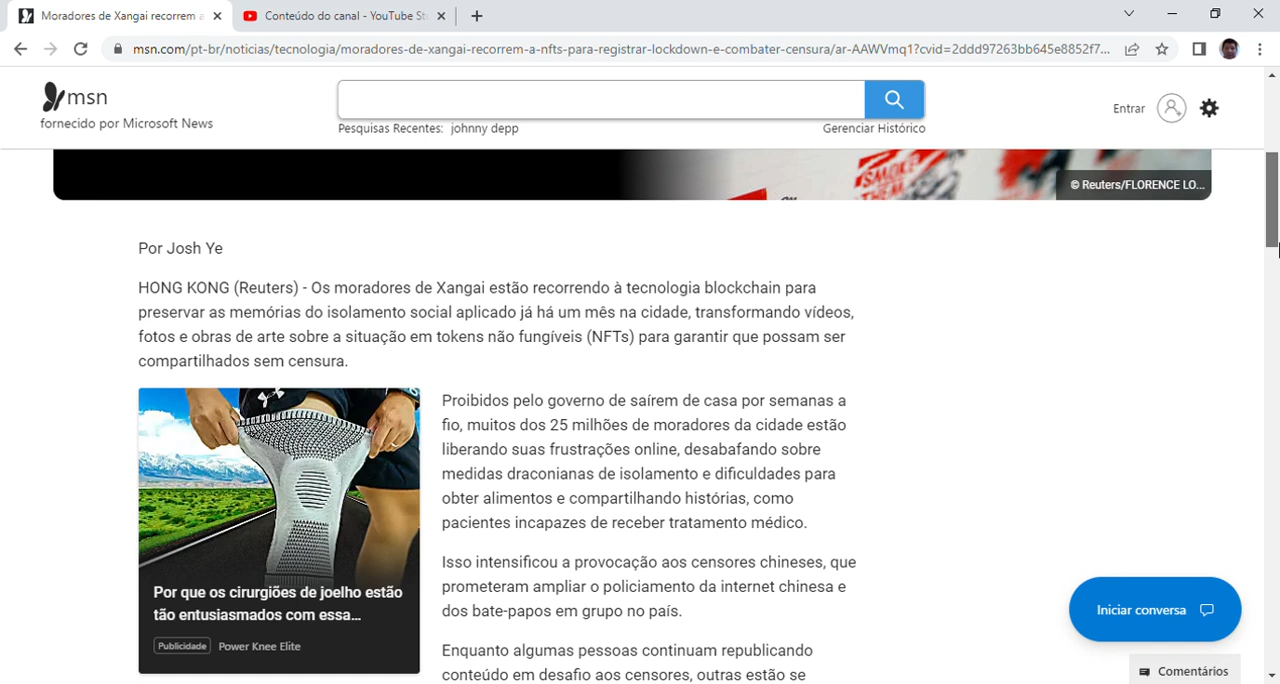 Moradores de Xangai recorrem a
Conteúdo do canal - YouTube St
msn.com/pt-br/noticias/tecnologia/moradores-de-xangai-recorrem-a-nfts-para-registrar-lockdown-e-combater-censura/ar-AAWVmq1?cvid=2ddd97263bb645e8852f7...
msn
fornecido por Microsoft News
Pesquisas Recentes: johnny depp
Gerenciar Histórico
Entrar
SMOKE
THEM
© Reuters/FLORENCE LO...
Por Josh Ye
HONG KONG (Reuters) - Os moradores de Xangai estão recorrendo à tecnologia blockchain para
preservar as memórias do isolamento social aplicado já há um mês na cidade, transformando vídeos,
fotos e obras de arte sobre a situação em tokens não fungíveis (NFTs) para garantir que possam ser
compartilhados sem censura.
Por que os cirurgiões de joelho estão
tão entusiasmados com essa...
Publicidade Power Knee Elite
Proibidos pelo governo de saírem de casa por semanas a
fio, muitos dos 25 milhões de moradores da cidade estão
liberando suas frustrações online, desabafando sobre
medidas draconianas de isolamento e dificuldades para
obter alimentos e compartilhando histórias, como
pacientes incapazes de receber tratamento médico.
Isso intensificou a provocação aos censores chineses, que
prometeram ampliar o policiamento da internet chinesa e
dos bate-papos em grupo no país.
Enquanto algumas pessoas continuam republicando
conteúdo em desafio aos censores, outras estão se
Iniciar conversa
Comentários